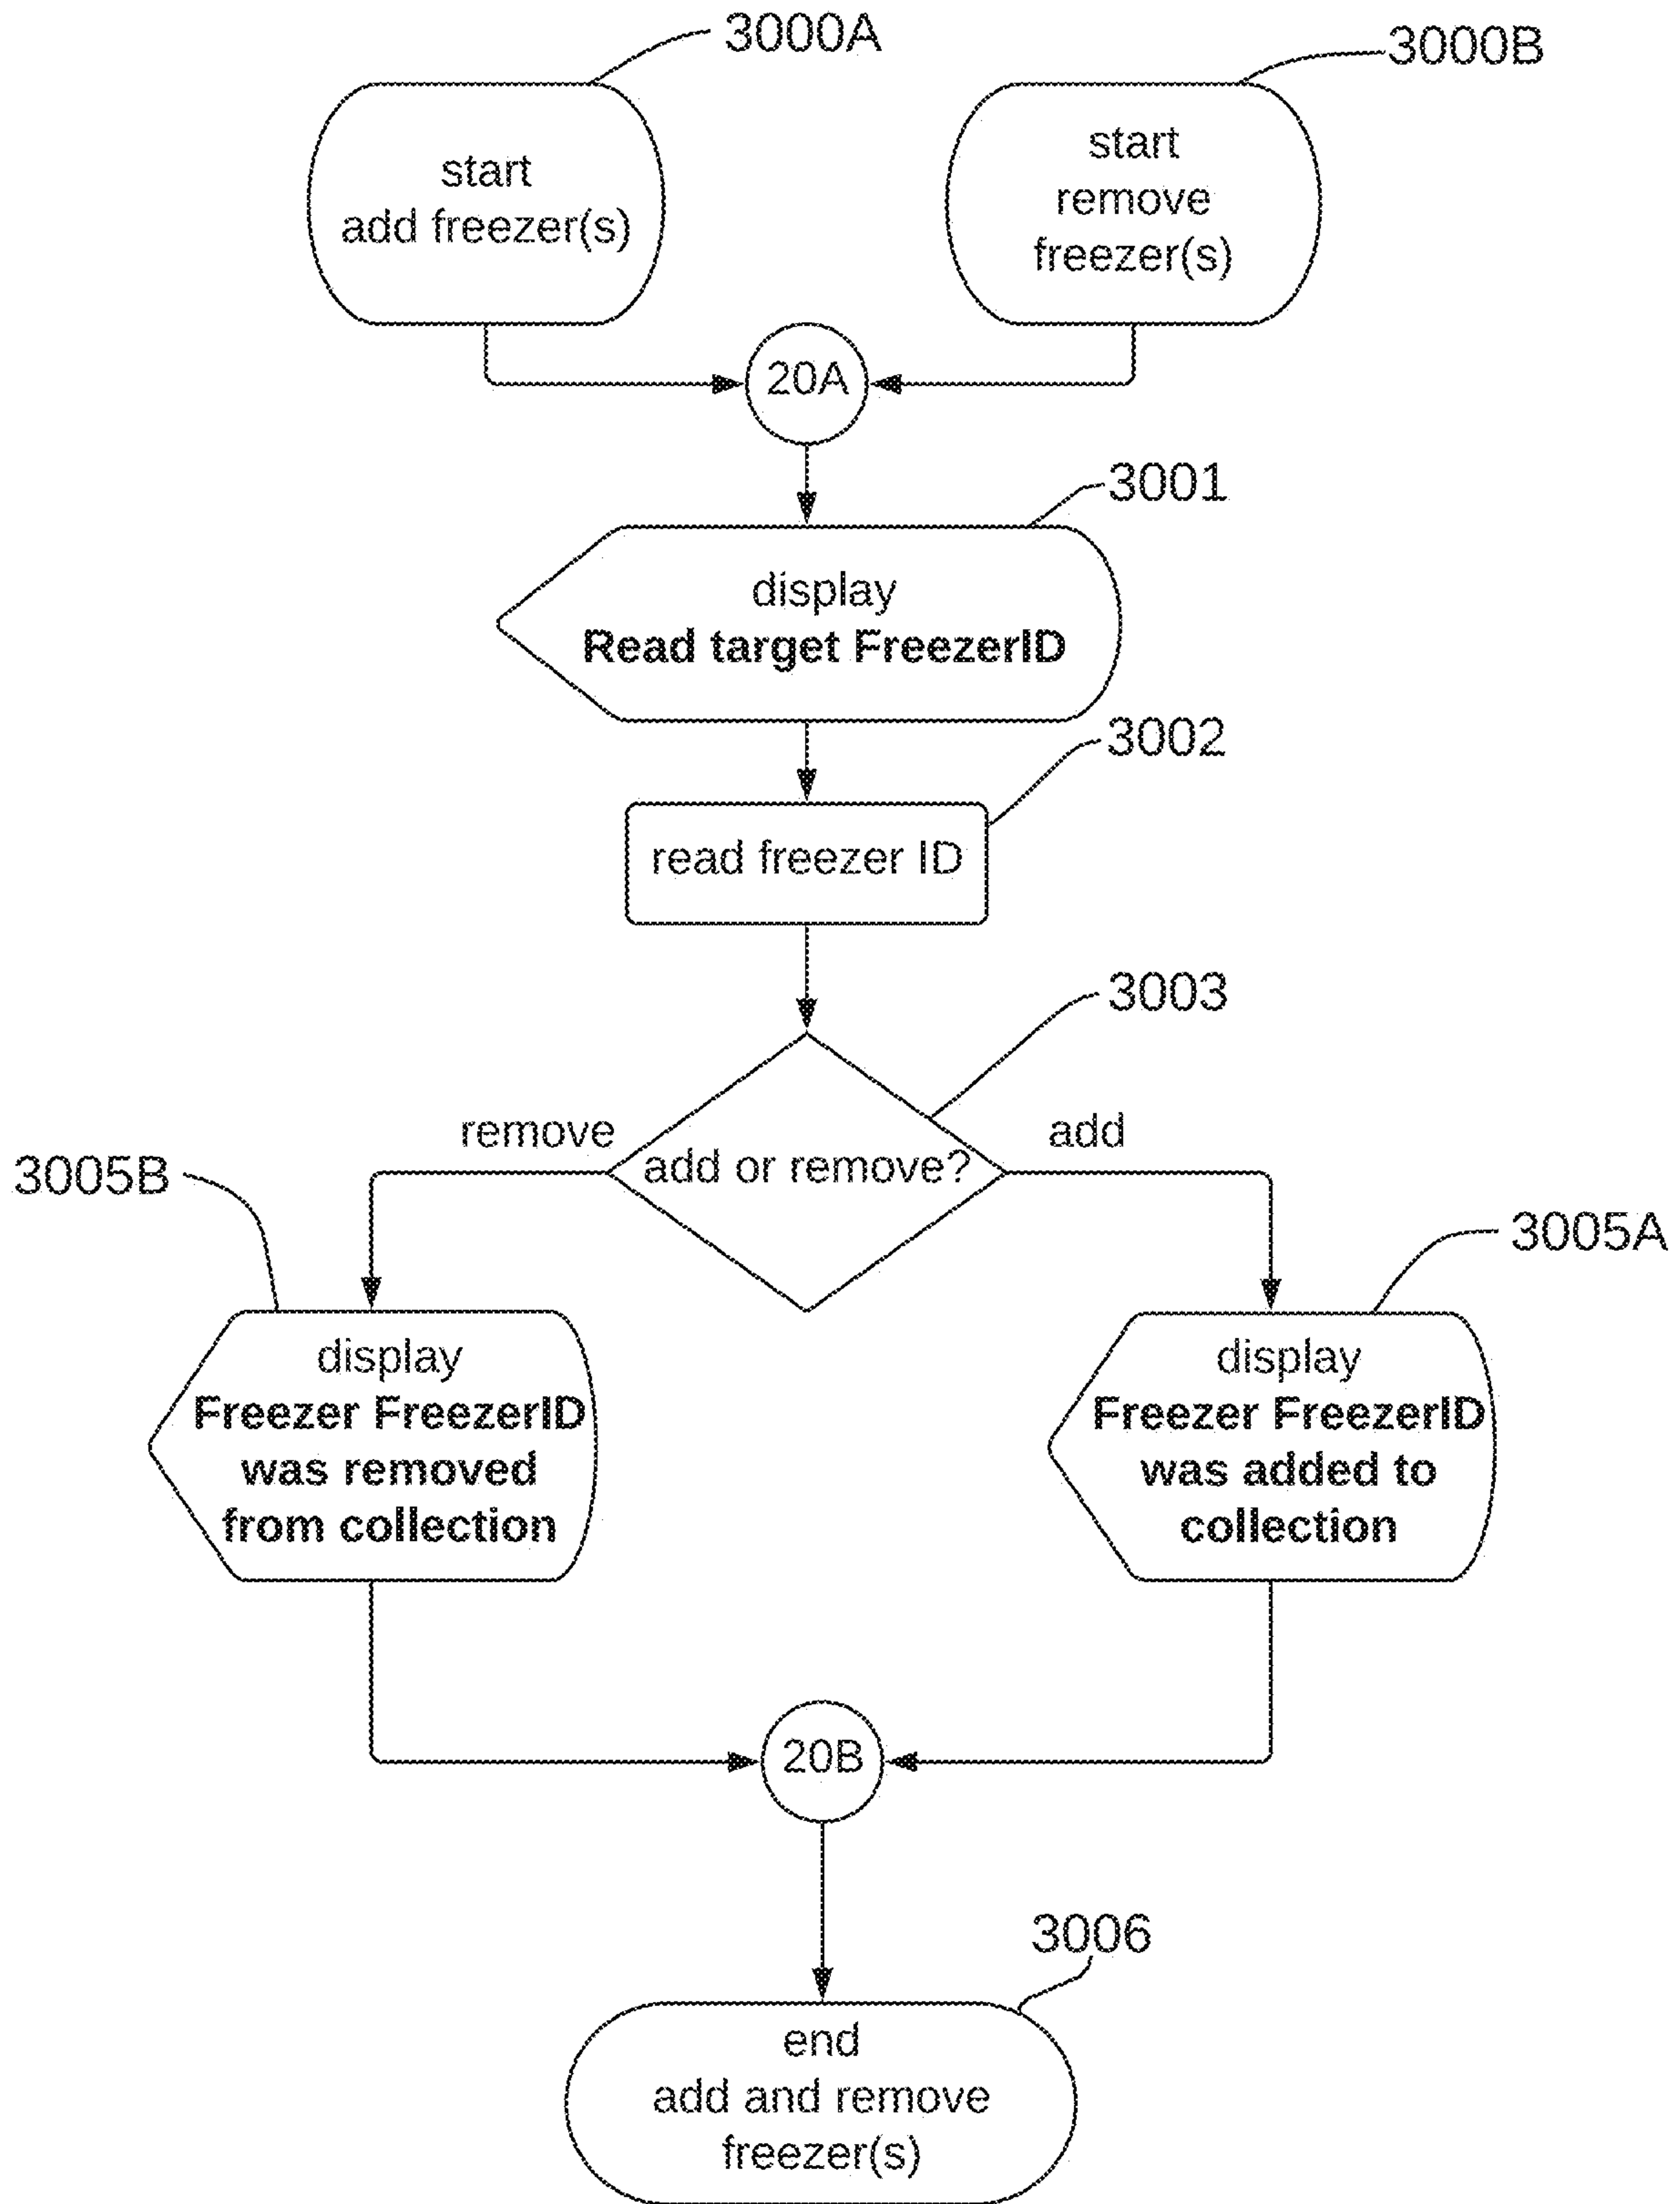 3000A
3000B
start
add freezer(s)
start
remove
freezer(s)
20A
3001
display
Read target FreezerID
3002
read freezer ID
3003
remove
add
add or remove?
3005B
3005A
display
Freezer FreezerID
was removed
from collection
display
Freezer FreezerID
was added to
collection
20B
3006
end
add and remove
freezer(s)